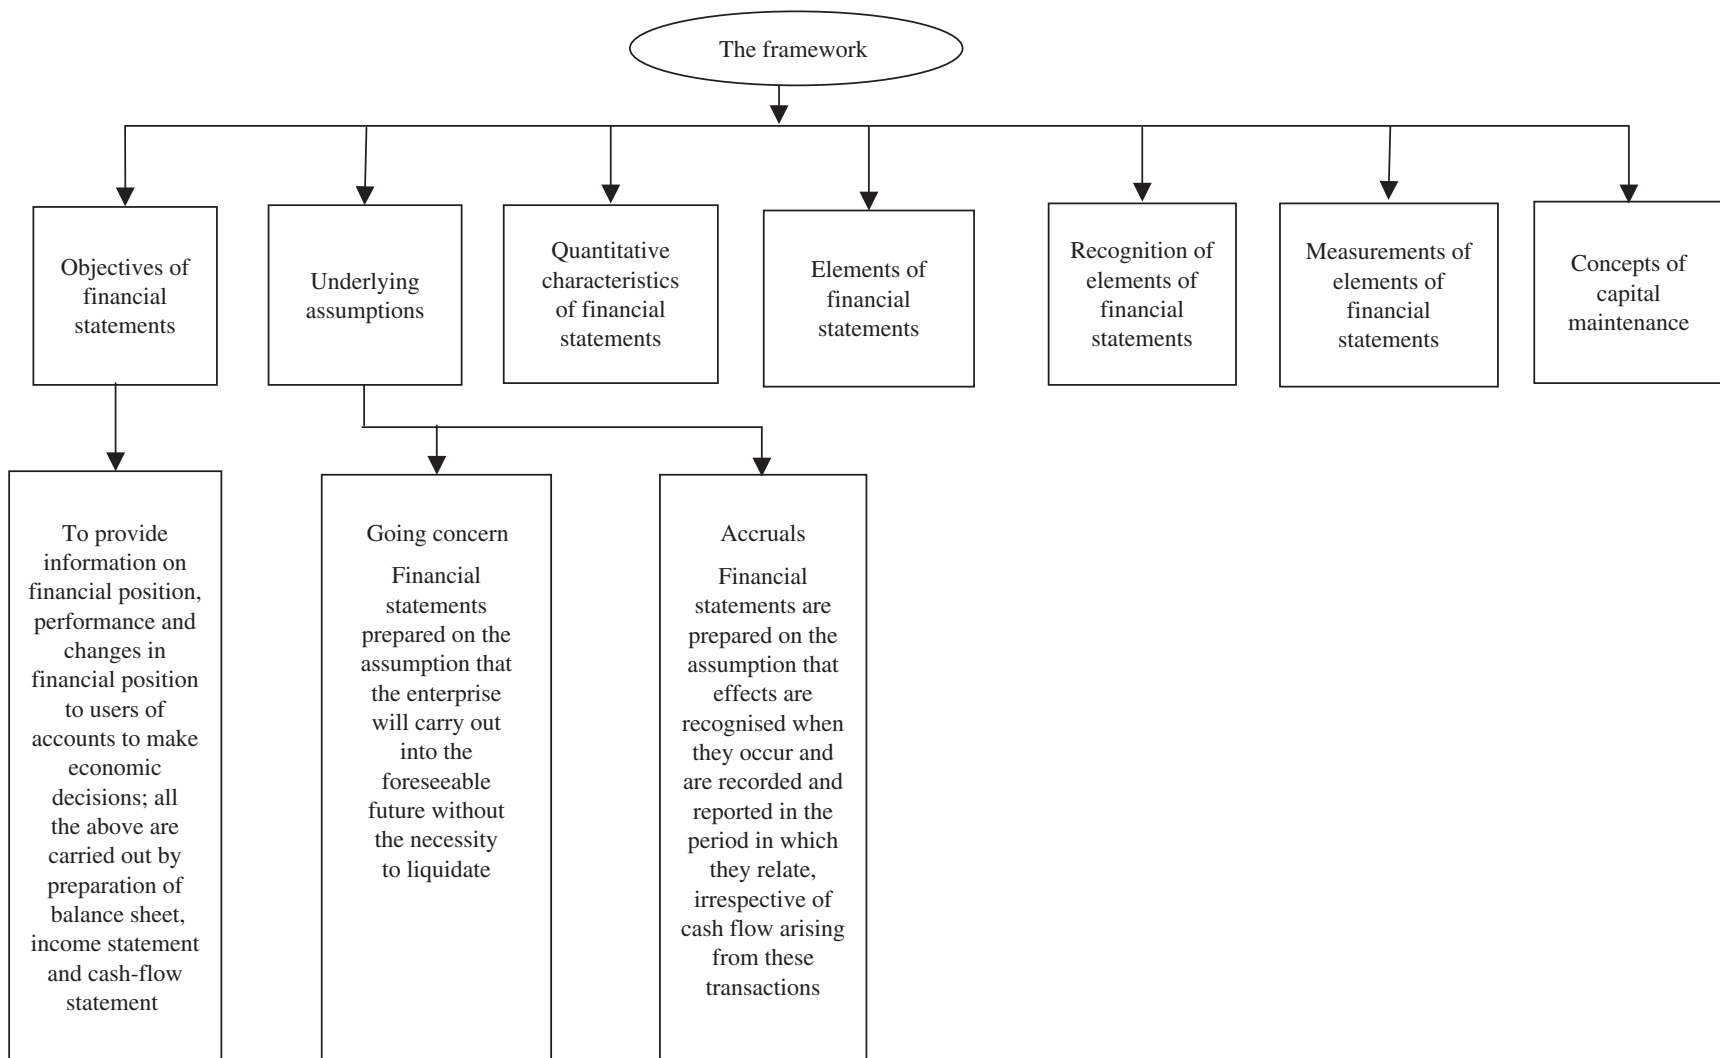 The framework
Objectives of
financial
statements
Underlying
assumptions
Quantitative
characteristics
of financial
statements
Elements of
financial
statements
Recognition of
elements of
financial
statements
Measurements of
elements of
financial
statements
Concepts of
capital
maintenance
To provide
information on
financial position,
performance and
changes in
financial position
to users of
accounts to make
economic
decisions; all
the above are
carried out by
preparation of
balance sheet,
income statement
and cash-flow
statement
Going concern
Financial
statements
prepared on the
assumption that
the enterprise
will carry out
into the
foreseeable
future without
the necessity
to liquidate
Accruals
Financial
statements are
prepared on the
assumption that
effects are
recognised when
they occur and
are recorded and
reported in the
period in which
they relate,
irrespective of
cash flow arising
from these
transactions